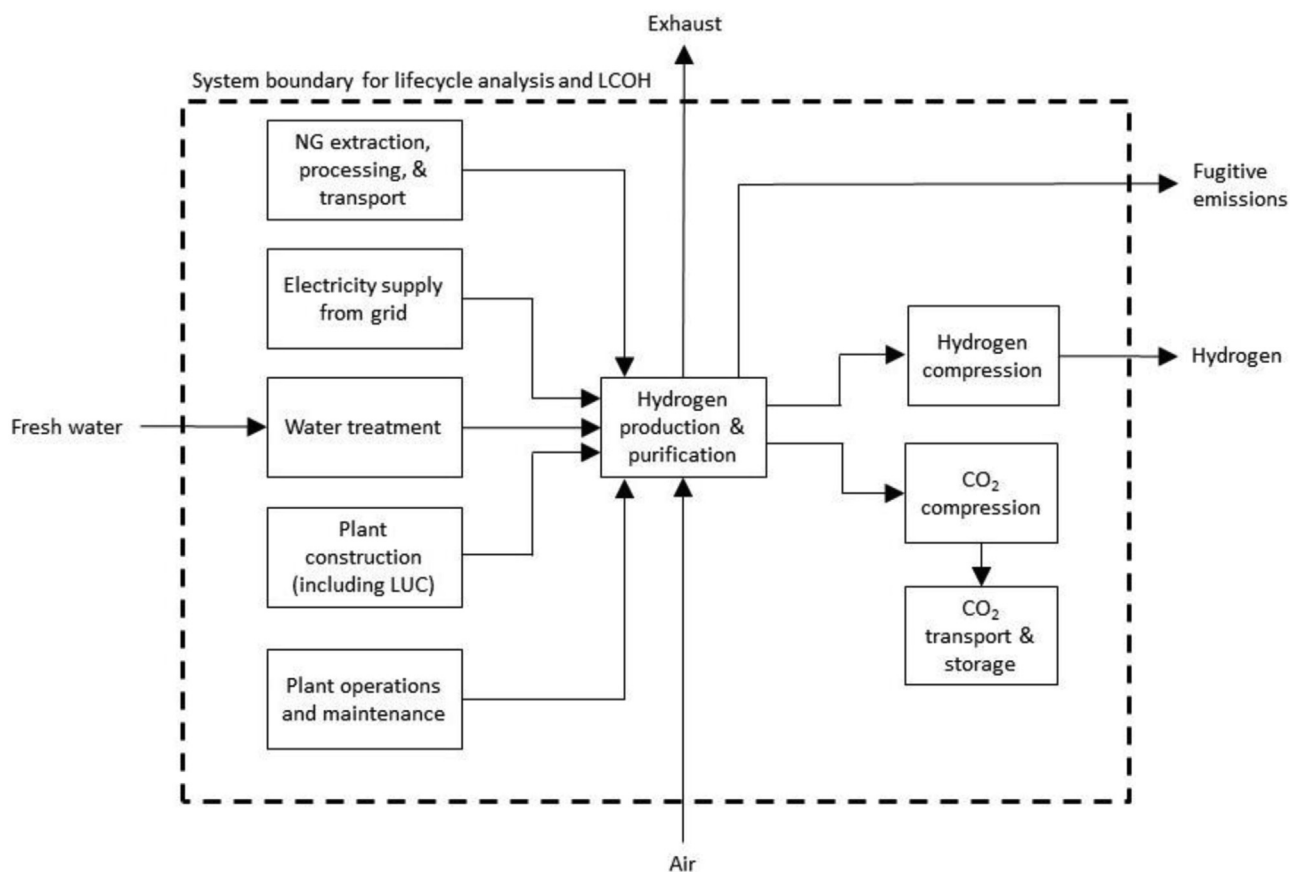 Exhaust
System boundary for lifecycle analysis and LCOH
NG extraction,
processing, &
transport
Fugitive
emissions
Electricity supply
from grid
Hydrogen
compression
Hydrogen
Fresh water
Water treatment
Hydrogen
production &
purification
CO₂
compression
Plant
construction
(including LUC)
CO₂
transport &
storage
Plant operations
and maintenance
Air